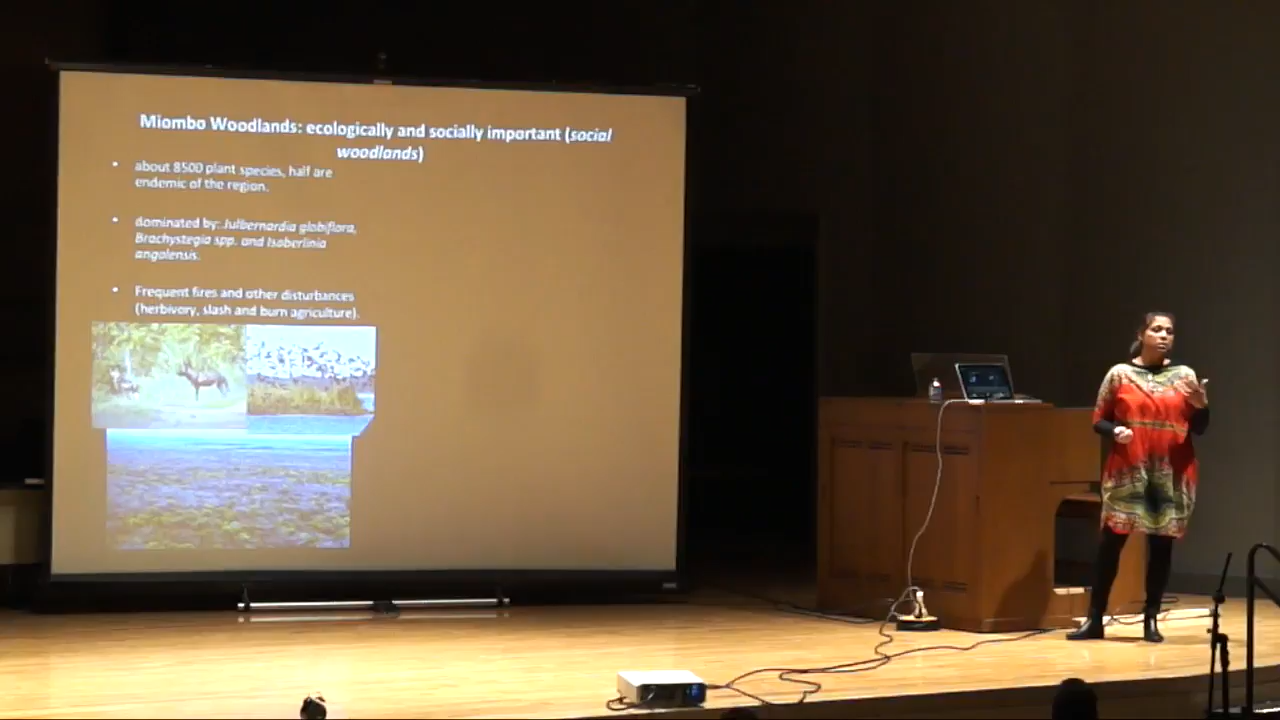 Miombo Woodlands: ecologically and socially important (social
woodlands)
• about 8500 plant species, half are
endemic of the region.
• dominated by: Julbernardia globiflora,
Brachystegia spp. and Isoberlinia
angolensis.
• Frequent fires and other disturbances
(herbivory, slash and burn agriculture).